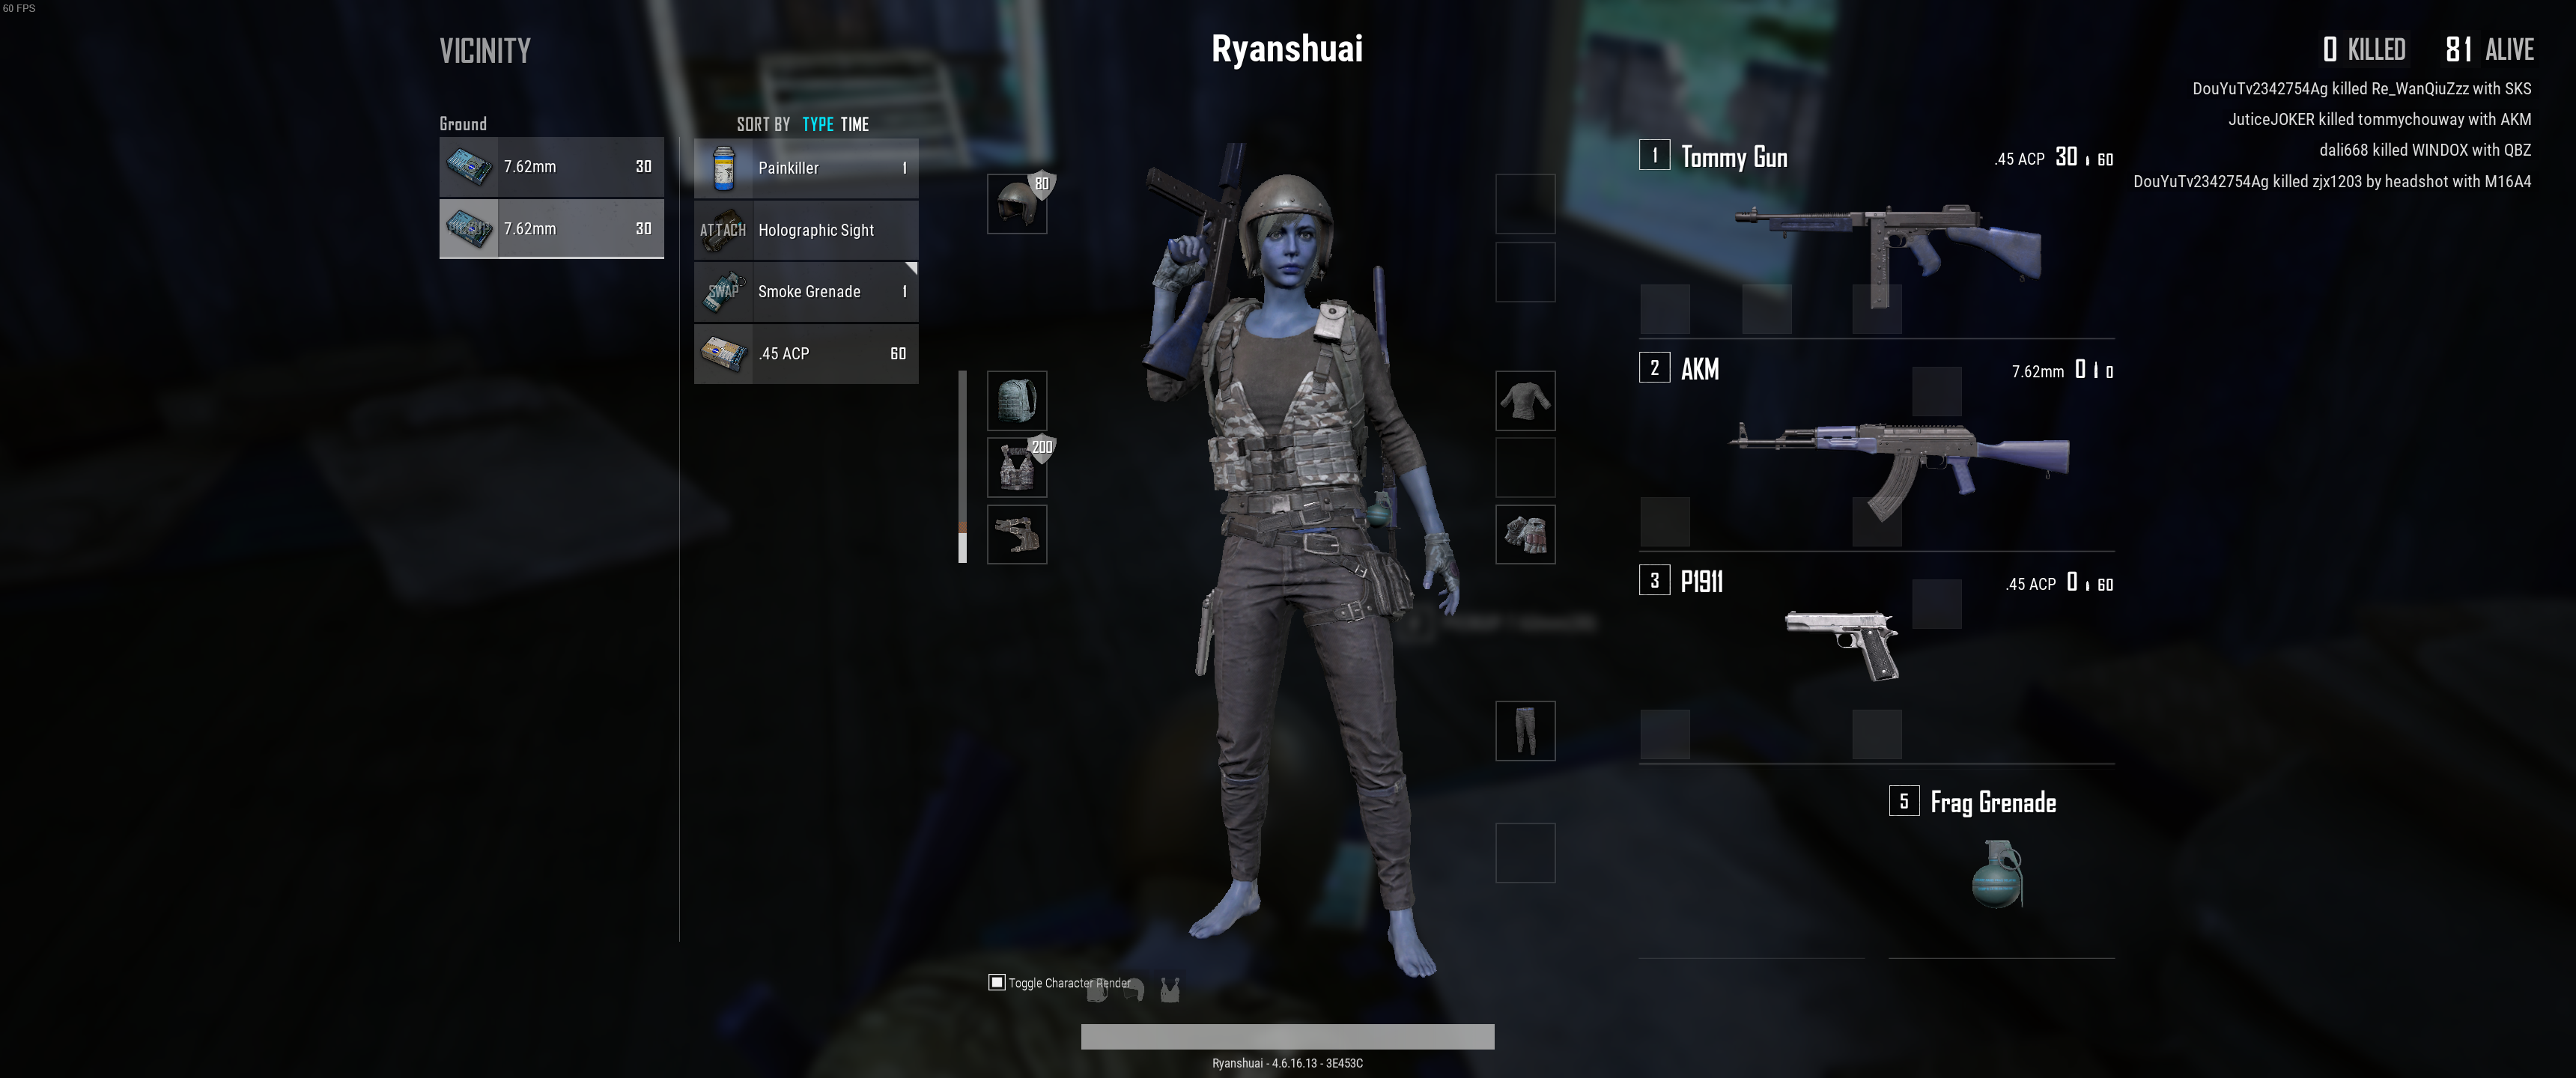 60 FPS
VICINITY
Ryanshuai
0 KILLED 81 ALIVE
DouYuTv2342754Ag killed Re_WanQiuZzz with SKS
JuticeJOKER killed tommychouway with AKM
dali668 killed WINDOX with QBZ
DouYuTv2342754Ag killed zjx1203 by headshot with M16A4
Ground
7.62mm 30
PICKUP 7.62mm 30
SORT BY TYPE TIME
Painkiller 1
ATTACH Holographic Sight
SWAP Smoke Grenade 1
.45 ACP 60
80
200
1 Tommy Gun .45 ACP 30 60
2 AKM 7.62mm 0 0
3 P1911 .45 ACP 0 60
5 Frag Grenade
Toggle Character Render
Ryanshuai - 4.6.16.13 - 3E453C